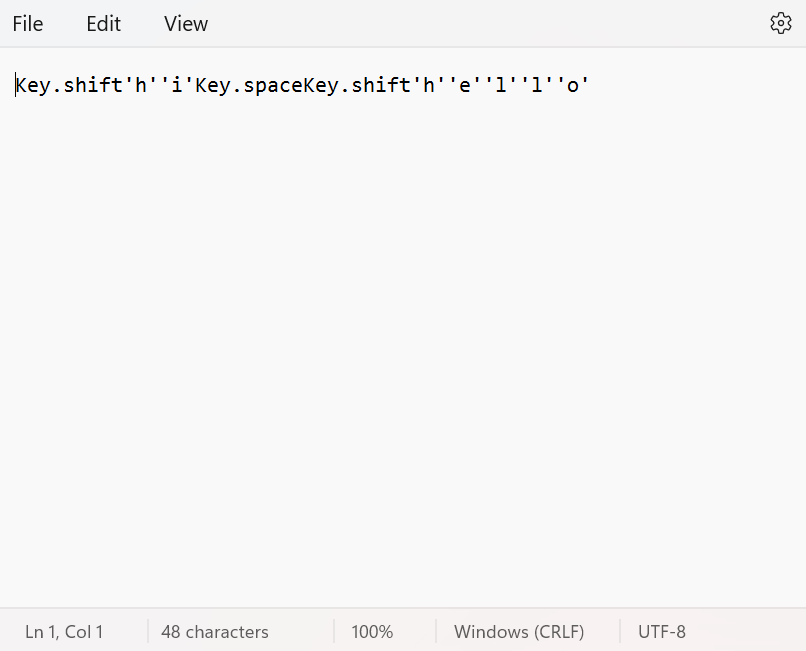 File Edit View
Key.shift'h''i'Key.spaceKey.shift'h''e''l''l''o'
Ln 1, Col 1 48 characters 100% Windows (CRLF) UTF-8